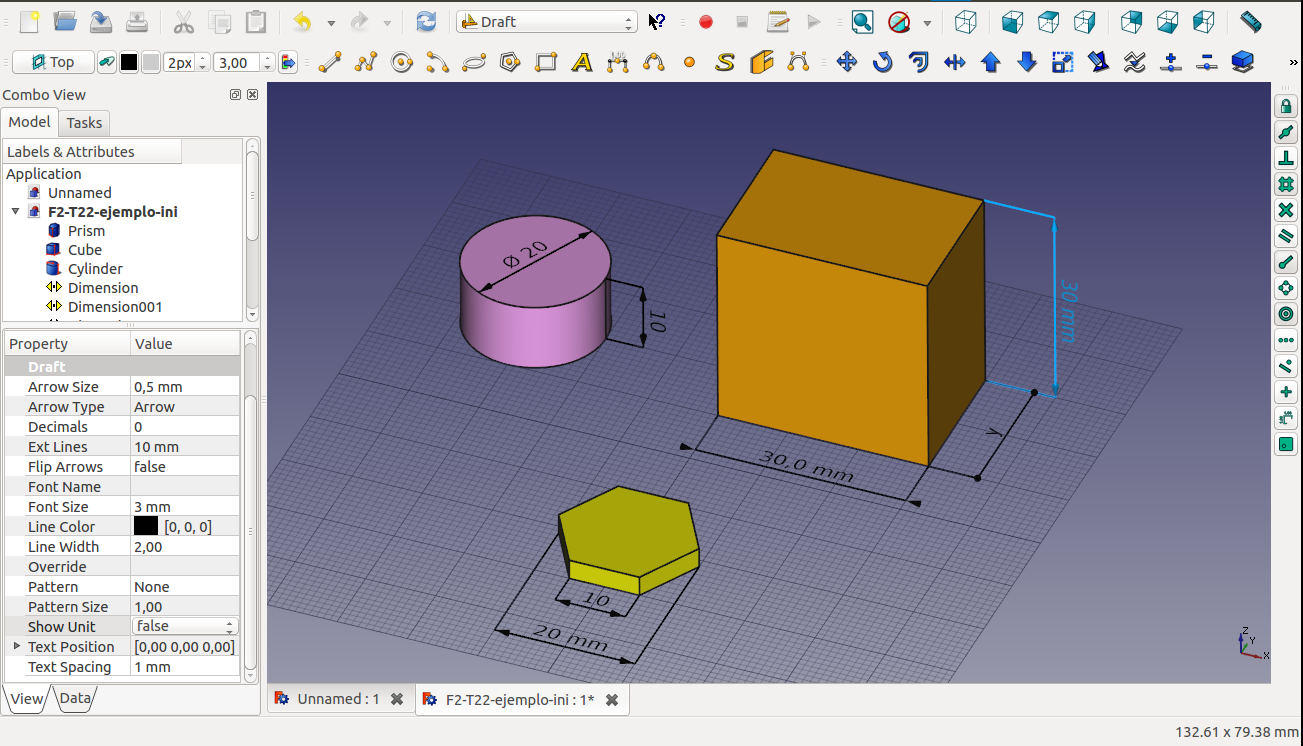 Draft
Top
2px
3,00
»
Combo View
Model Tasks
Labels & Attributes
Application
Unnamed
F2-T22-ejemplo-ini
Prism
Cube
Cylinder
Dimension
Dimension001
Property Value
Draft
Arrow Size 0,5 mm
Arrow Type Arrow
Decimals 0
Ext Lines 10 mm
Flip Arrows false
Font Name
Font Size 3 mm
Line Color [0, 0, 0]
Line Width 2,00
Override
Pattern None
Pattern Size 1,00
Show Unit false
Text Position [0,00 0,00 0,00]
Text Spacing 1 mm
View Data
Ø 20
10
30 mm
y
30,0 mm
10
20 mm
Z
Y
X
Unnamed : 1
F2-T22-ejemplo-ini : 1*
132.61 x 79.38 mm